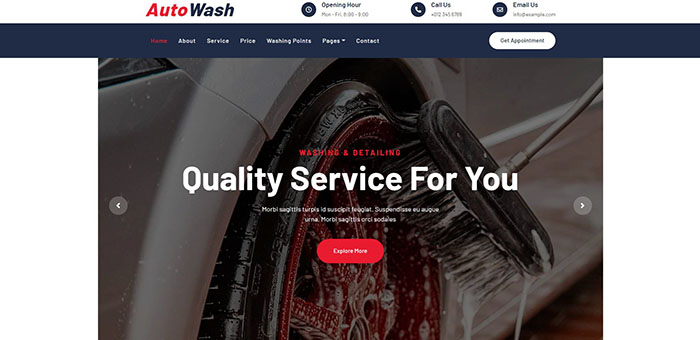 AutoWash
Opening Hour
Mon - Fri, 8:00 - 9:00
Call Us
+012 345 6789
Email Us
info@example.com
Home
About
Service
Price
Washing Points
Pages
Contact
Get Appointment
WASHING & DETAILING
Quality Service For You
Morbi sagittis turpis id suscipit feugiat. Suspendisse eu augue
urna. Morbi sagittis orci sodales
Explore More